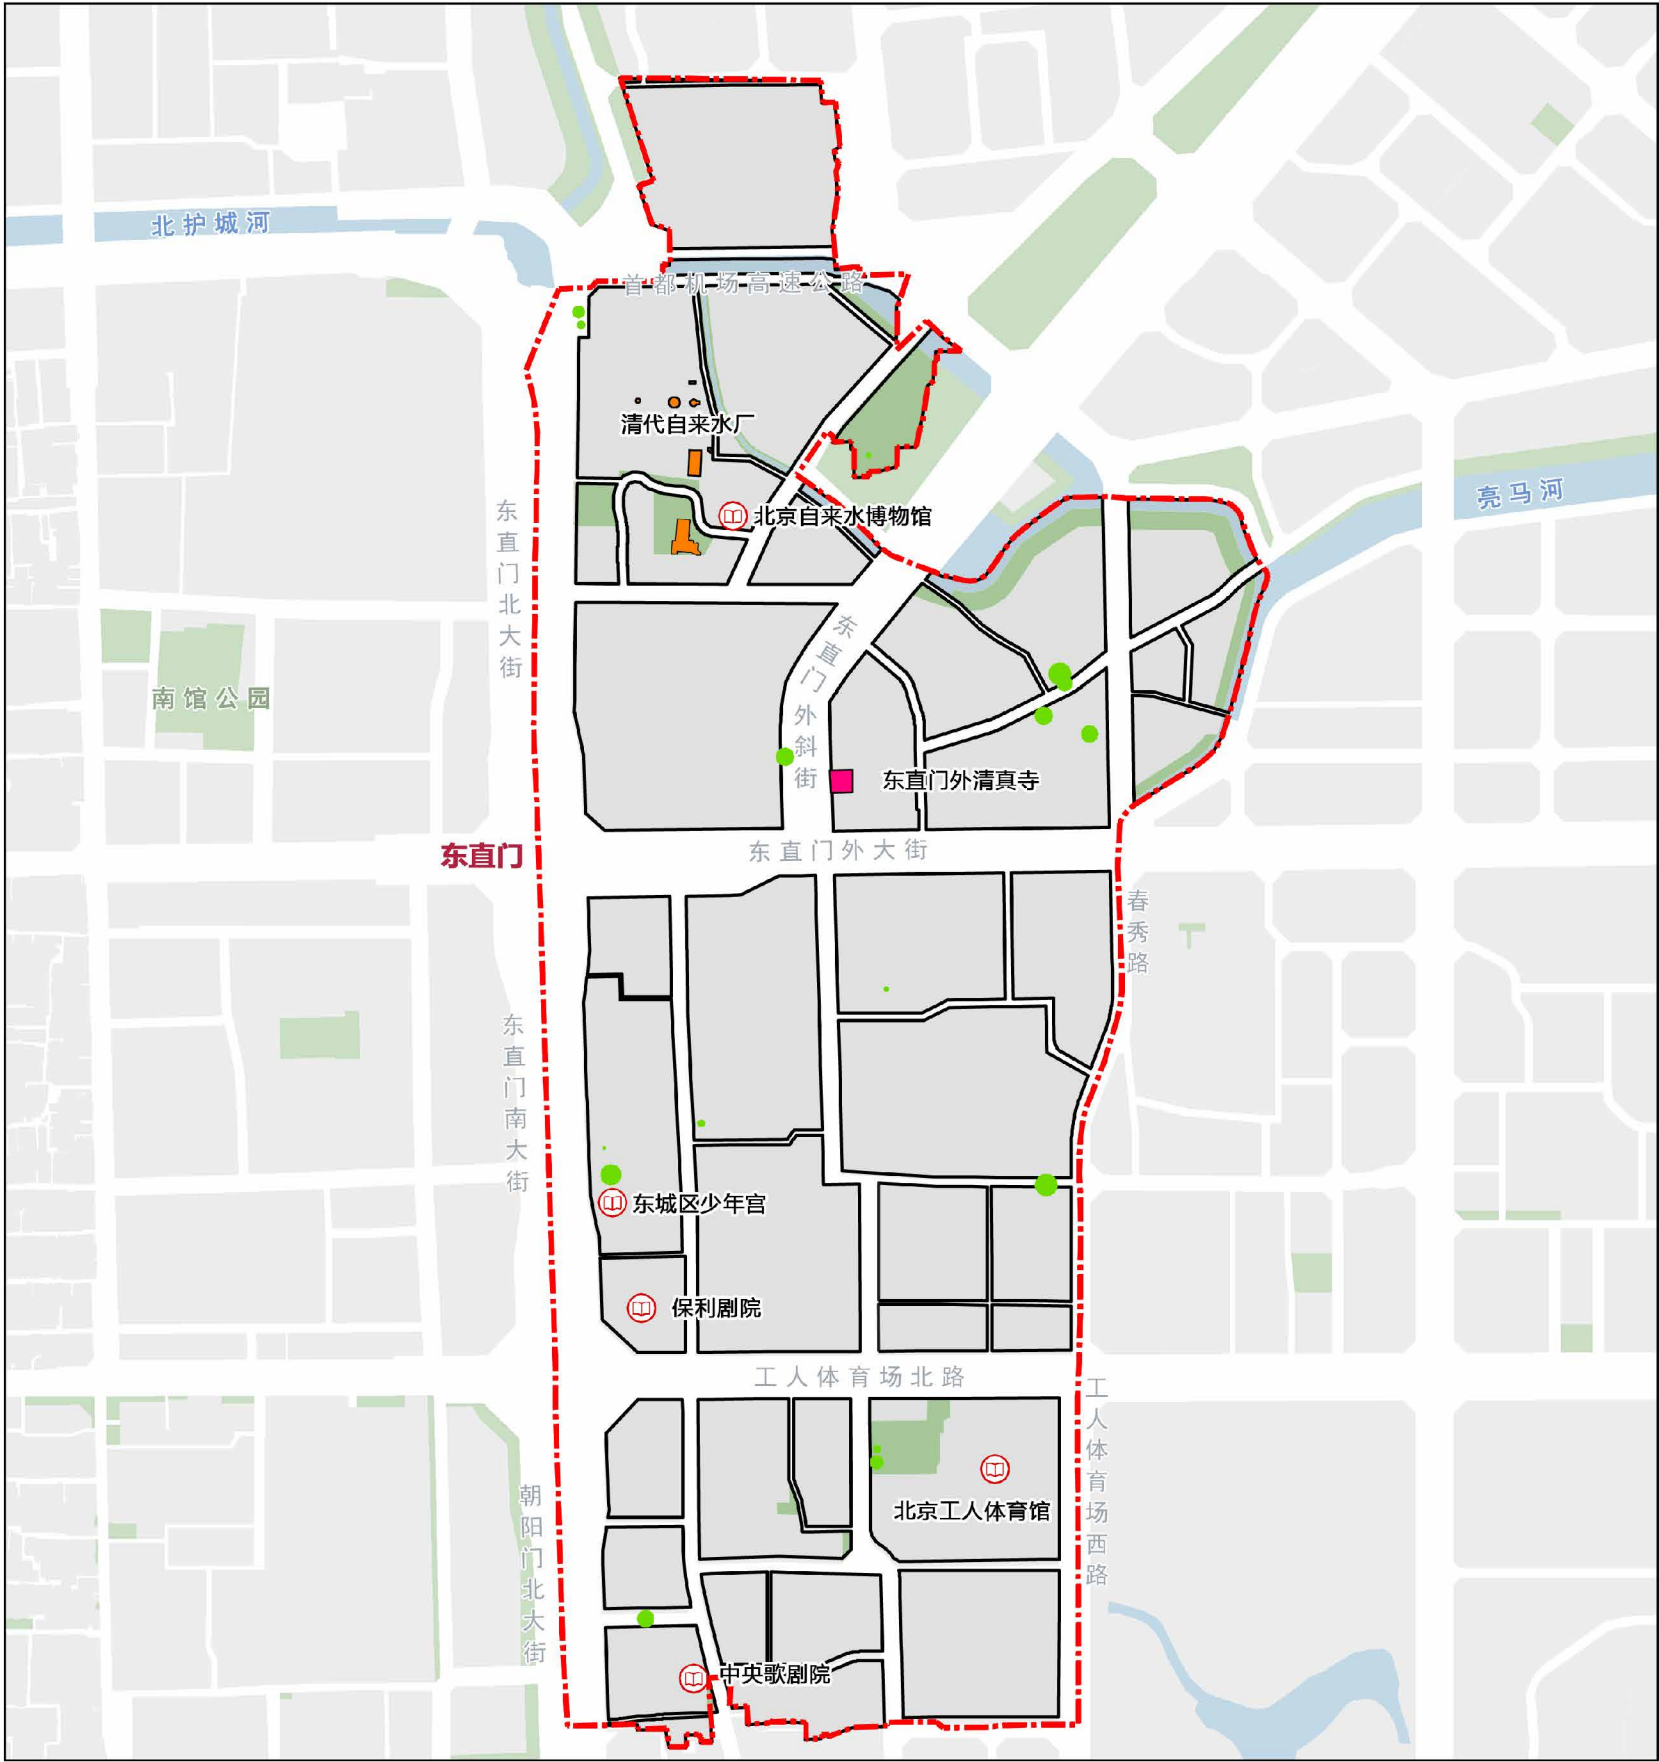 北护城河
首都机场高速公路
清代自来水厂
亮马河
北京自来水博物馆
东直门北大街
东直门外斜街
南馆公园
东直门外清真寺
东直门
东直门外大街
春秀路
东直门南大街
东城区少年宫
保利剧院
工人体育场北路
工人体育场西路
北京工人体育馆
朝阳门北大街
中央歌剧院